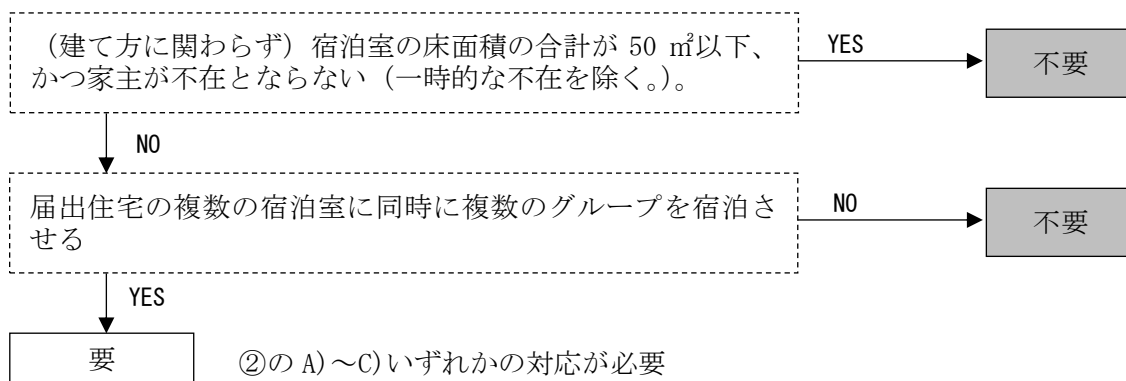 (建て方に関わらず)宿泊室の床面積の合計が 50 ㎡以下、
かつ家主が不在とならない(一時的な不在を除く。)。
YES
不要
NO
届出住宅の複数の宿泊室に同時に複数のグループを宿泊さ
せる
NO
不要
YES
要
②の A)～C)いずれかの対応が必要